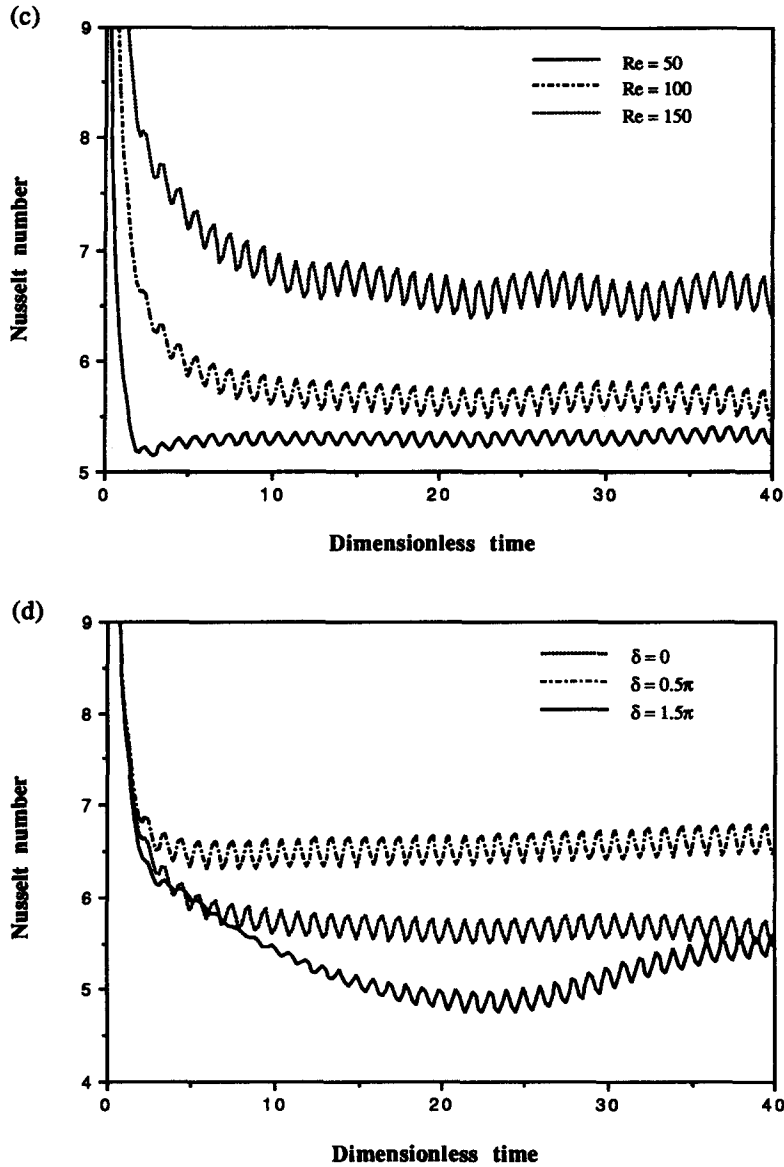 (c)
9
8
7
6
5
Nusselt number
Re = 50
Re = 100
Re = 150
0
10
20
30
40
Dimensionless time
(d)
9
8
7
6
5
4
Nusselt number
δ = 0
δ = 0.5π
δ = 1.5π
0
10
20
30
40
Dimensionless time